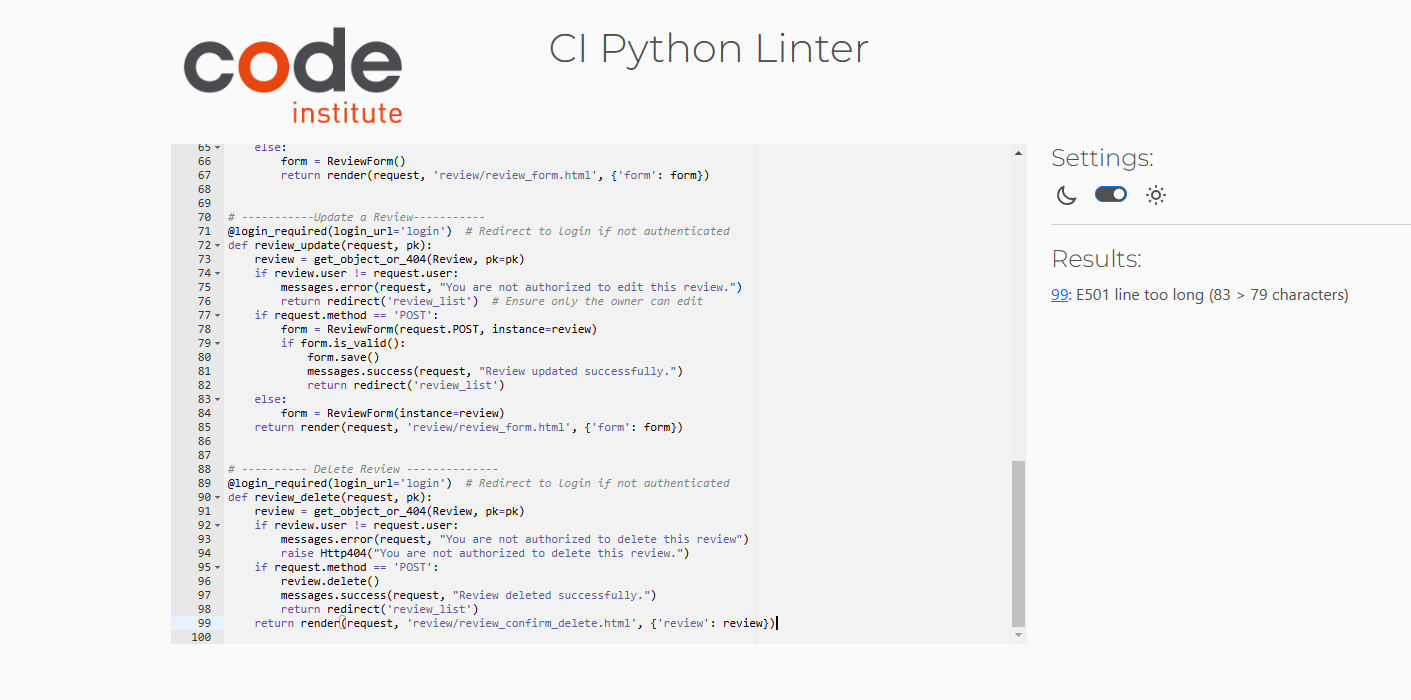 code
institute
CI Python Linter
65 else:
66 form = ReviewForm()
67 return render(request, 'review/review_form.html', {'form': form})
68
69
70 # -----------Update a Review-----------
71 @login_required(login_url='login')  # Redirect to login if not authenticated
72 def review_update(request, pk):
73 review = get_object_or_404(Review, pk=pk)
74 if review.user != request.user:
75 messages.error(request, "You are not authorized to edit this review.")
76 return redirect('review_list')  # Ensure only the owner can edit
77 if request.method == 'POST':
78 form = ReviewForm(request.POST, instance=review)
79 if form.is_valid():
80 form.save()
81 messages.success(request, "Review updated successfully.")
82 return redirect('review_list')
83 else:
84 form = ReviewForm(instance=review)
85 return render(request, 'review/review_form.html', {'form': form})
86
87
88 # ---------- Delete Review --------------
89 @login_required(login_url='login')  # Redirect to login if not authenticated
90 def review_delete(request, pk):
91 review = get_object_or_404(Review, pk=pk)
92 if review.user != request.user:
93 messages.error(request, "You are not authorized to delete this review")
94 raise Http404("You are not authorized to delete this review.")
95 if request.method == 'POST':
96 review.delete()
97 messages.success(request, "Review deleted successfully.")
98 return redirect('review_list')
99 return render(request, 'review/review_confirm_delete.html', {'review': review})
100
Settings:
Results:
99: E501 line too long (83 > 79 characters)